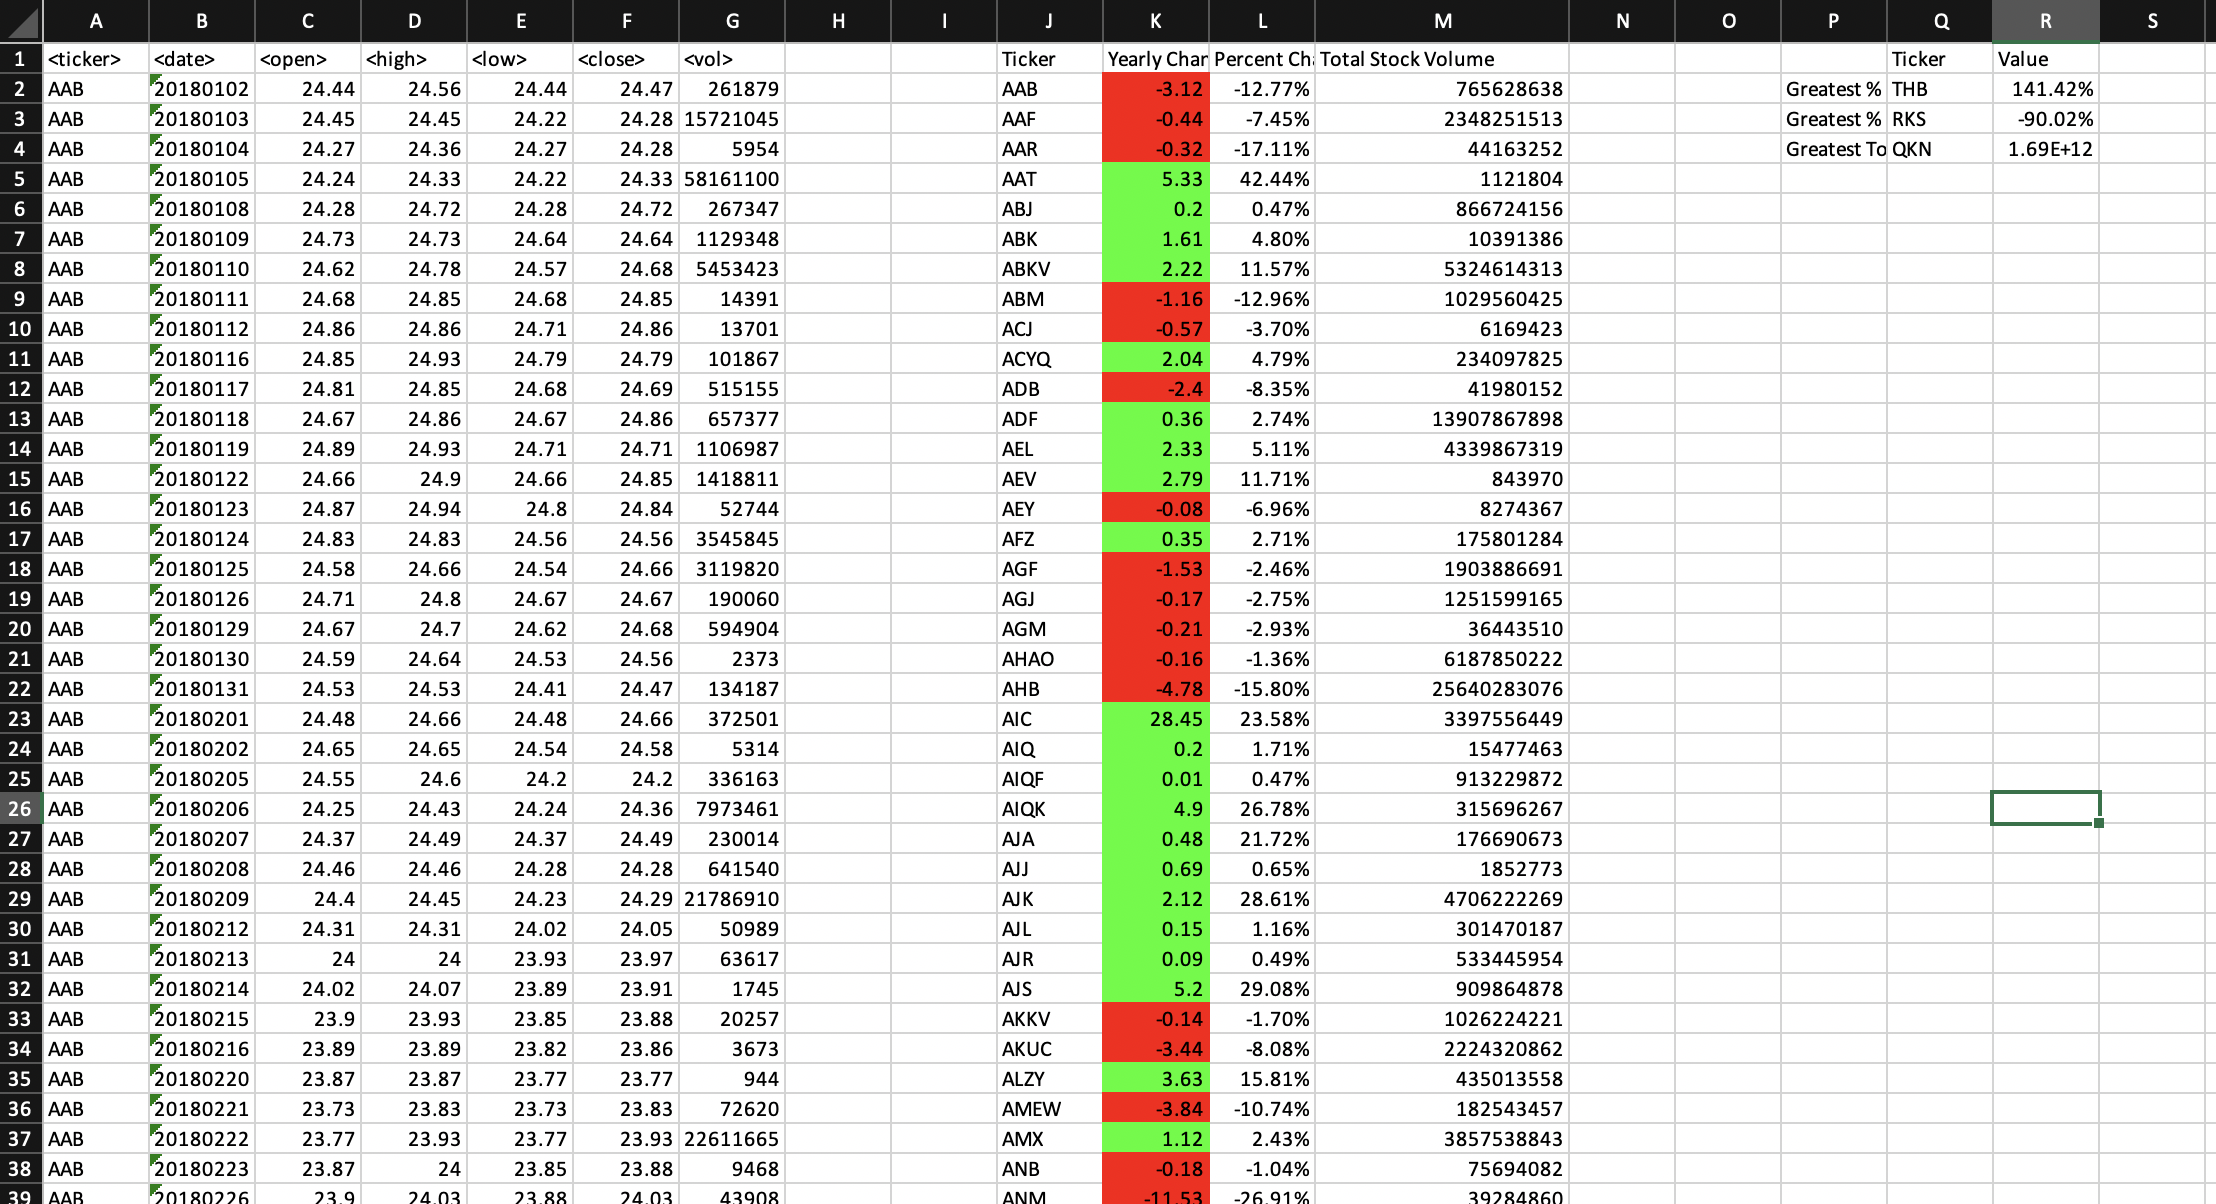 A B C D E F G H I J K L M N O P Q R S
1 <ticker> <date> <open> <high> <low> <close> <vol> Ticker Yearly Char Percent Ch Total Stock Volume Ticker Value
2 AAB 20180102 24.44 24.56 24.44 24.47 261879 AAB -3.12 -12.77% 765628638 Greatest % THB 141.42%
3 AAB 20180103 24.45 24.45 24.22 24.28 15721045 AAF -0.44 -7.45% 2348251513 Greatest % RKS -90.02%
4 AAB 20180104 24.27 24.36 24.27 24.28 5954 AAR -0.32 -17.11% 44163252 Greatest To QKN 1.69E+12
5 AAB 20180105 24.24 24.33 24.22 24.33 58161100 AAT 5.33 42.44% 1121804
6 AAB 20180108 24.28 24.72 24.28 24.72 267347 ABJ 0.2 0.47% 866724156
7 AAB 20180109 24.73 24.73 24.64 24.64 1129348 ABK 1.61 4.80% 10391386
8 AAB 20180110 24.62 24.78 24.57 24.68 5453423 ABKV 2.22 11.57% 5324614313
9 AAB 20180111 24.68 24.85 24.68 24.85 14391 ABM -1.16 -12.96% 1029560425
10 AAB 20180112 24.86 24.86 24.71 24.86 13701 ACJ -0.57 -3.70% 6169423
11 AAB 20180116 24.85 24.93 24.79 24.79 101867 ACYQ 2.04 4.79% 234097825
12 AAB 20180117 24.81 24.85 24.68 24.69 515155 ADB -2.4 -8.35% 41980152
13 AAB 20180118 24.67 24.86 24.67 24.86 657377 ADF 0.36 2.74% 13907867898
14 AAB 20180119 24.89 24.93 24.71 24.71 1106987 AEL 2.33 5.11% 4339867319
15 AAB 20180122 24.66 24.9 24.66 24.85 1418811 AEV 2.79 11.71% 843970
16 AAB 20180123 24.87 24.94 24.8 24.84 52744 AEY -0.08 -6.96% 8274367
17 AAB 20180124 24.83 24.83 24.56 24.56 3545845 AFZ 0.35 2.71% 175801284
18 AAB 20180125 24.58 24.66 24.54 24.66 3119820 AGF -1.53 -2.46% 1903886691
19 AAB 20180126 24.71 24.8 24.67 24.67 190060 AGJ -0.17 -2.75% 1251599165
20 AAB 20180129 24.67 24.7 24.62 24.68 594904 AGM -0.21 -2.93% 36443510
21 AAB 20180130 24.59 24.64 24.53 24.56 2373 AHAO -0.16 -1.36% 6187850222
22 AAB 20180131 24.53 24.53 24.41 24.47 134187 AHB -4.78 -15.80% 25640283076
23 AAB 20180201 24.48 24.66 24.48 24.66 372501 AIC 28.45 23.58% 3397556449
24 AAB 20180202 24.65 24.65 24.54 24.58 5314 AIQ 0.2 1.71% 15477463
25 AAB 20180205 24.55 24.6 24.2 24.2 336163 AIQF 0.01 0.47% 913229872
26 AAB 20180206 24.25 24.43 24.24 24.36 7973461 AIQK 4.9 26.78% 315696267
27 AAB 20180207 24.37 24.49 24.37 24.49 230014 AJA 0.48 21.72% 176690673
28 AAB 20180208 24.46 24.46 24.28 24.28 641540 AJJ 0.69 0.65% 1852773
29 AAB 20180209 24.4 24.45 24.23 24.29 21786910 AJK 2.12 28.61% 4706222269
30 AAB 20180212 24.31 24.31 24.02 24.05 50989 AJL 0.15 1.16% 301470187
31 AAB 20180213 24 24 23.93 23.97 63617 AJR 0.09 0.49% 533445954
32 AAB 20180214 24.02 24.07 23.89 23.91 1745 AJS 5.2 29.08% 909864878
33 AAB 20180215 23.9 23.93 23.85 23.88 20257 AKKV -0.14 -1.70% 1026224221
34 AAB 20180216 23.89 23.89 23.82 23.86 3673 AKUC -3.44 -8.08% 2224320862
35 AAB 20180220 23.87 23.87 23.77 23.77 944 ALZY 3.63 15.81% 435013558
36 AAB 20180221 23.73 23.83 23.73 23.83 72620 AMEW -3.84 -10.74% 182543457
37 AAB 20180222 23.77 23.93 23.77 23.93 22611665 AMX 1.12 2.43% 3857538843
38 AAB 20180223 23.87 24 23.85 23.88 9468 ANB -0.18 -1.04% 75694082
39 AAB 20180226 23.9 24.03 23.88 24.03 43908 ANM -11.53 -26.91% 39284860